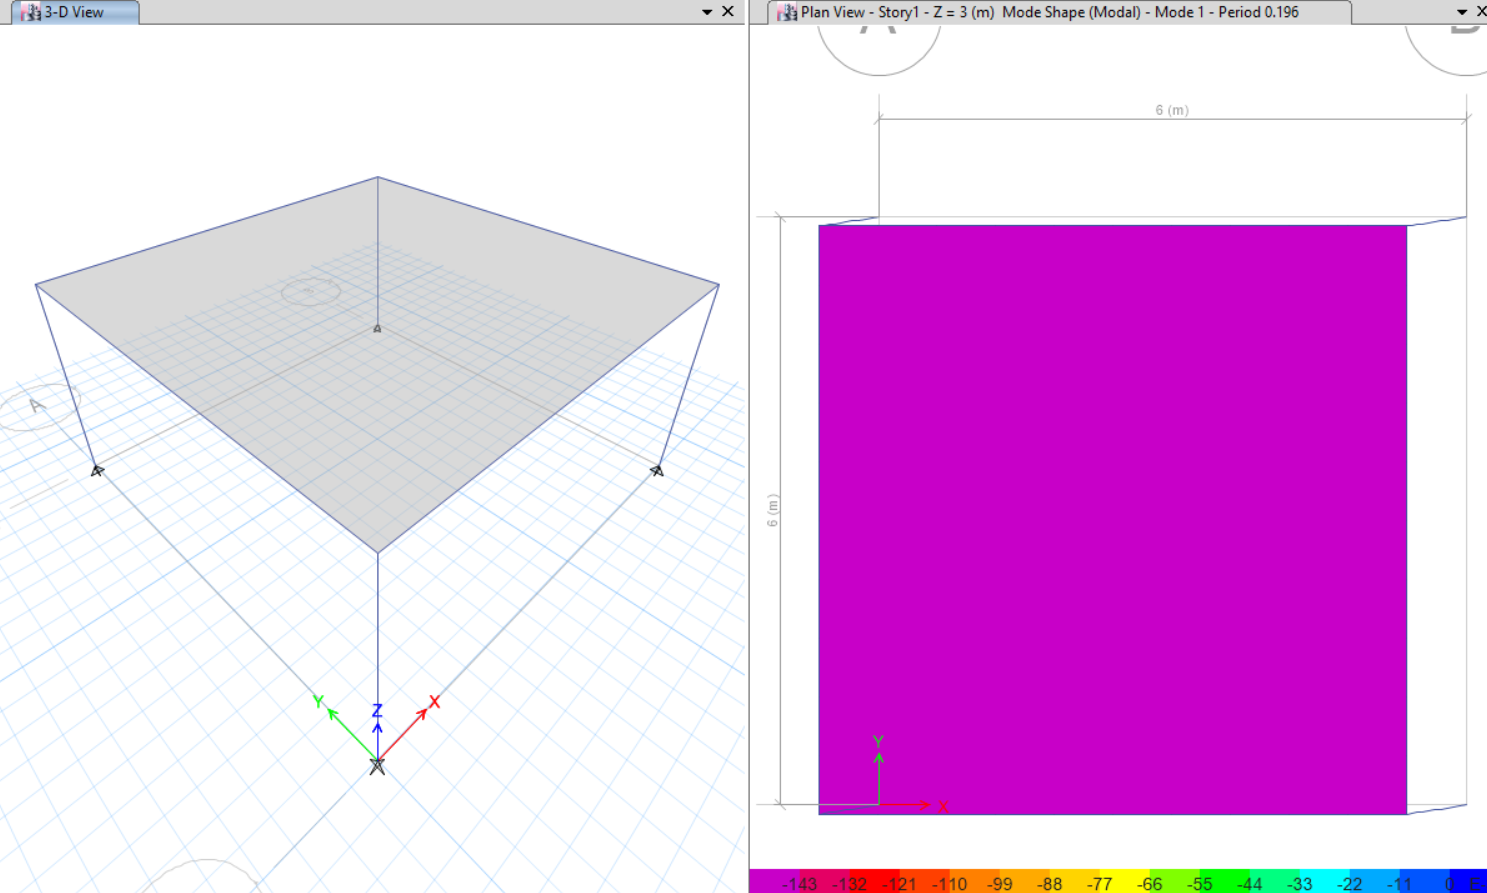 3-D View
A
Y
Z
X
Plan View - Story1 - Z = 3 (m)  Mode Shape (Modal) - Mode 1 - Period 0.196
6 (m)
6 (m)
Y
X
-143 -132 -121 -110 -99 -88 -77 -66 -55 -44 -33 -22 -11 0